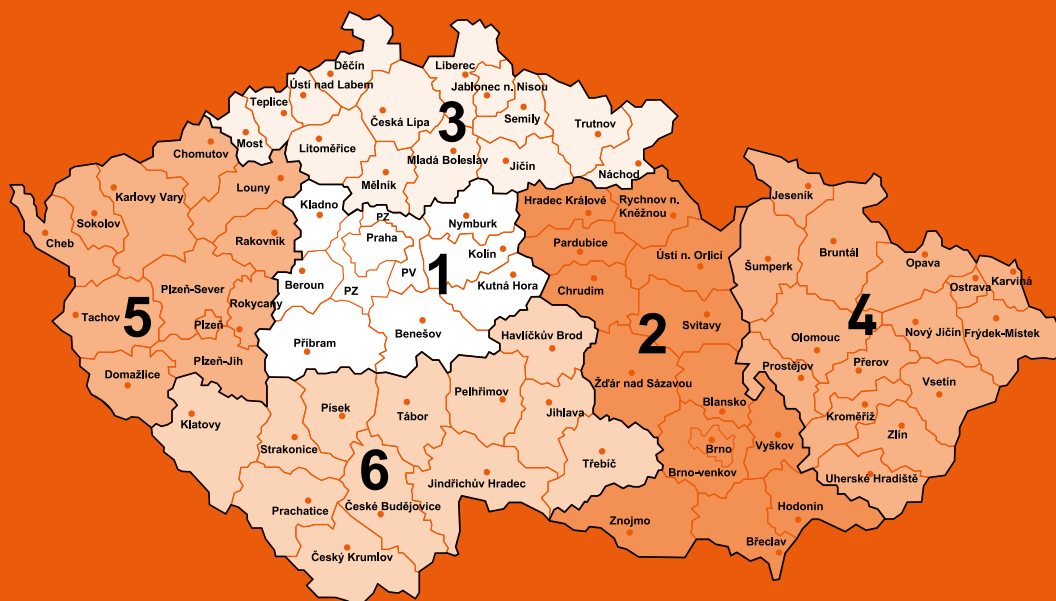 Děčín
Liberec
Ústí nad Labem
Jablonec n. Nisou
Teplice
Česká Lípa
3
Semily
Trutnov
Most
Chomutov
Litoměřice
Mladá Boleslav
Jičín
Náchod
Louny
Mělník
Karlovy Vary
Kladno
Jeseník
Hradec Králové
Rychnov n.
Kněžnou
Sokolov
PZ
Nymburk
Cheb
Rakovník
Praha
Kolín
Pardubice
Ústí n. Orlicí
Šumperk
Bruntál
Opava
Karviná
Ostrava
PV
1
Beroun
PZ
Kutná Hora
Chrudim
Plzeň-Sever
Rokycany
Tachov
5
Plzeň
Benešov
Svitavy
2
4
Nový Jičín
Frýdek-Místek
Příbram
Havlíčkův Brod
Olomouc
Plzeň-Jih
Domažlice
Prostějov
Přerov
Vsetín
Žďár nad Sázavou
Pelhřimov
Klatovy
Písek
Tábor
Jihlava
Blansko
Kroměříž
Zlín
Strakonice
Třebíč
Brno
Vyškov
Brno-venkov
6
Jindřichův Hradec
Uherské Hradiště
Prachatice
České Budějovice
Znojmo
Hodonín
Břeclav
Český Krumlov